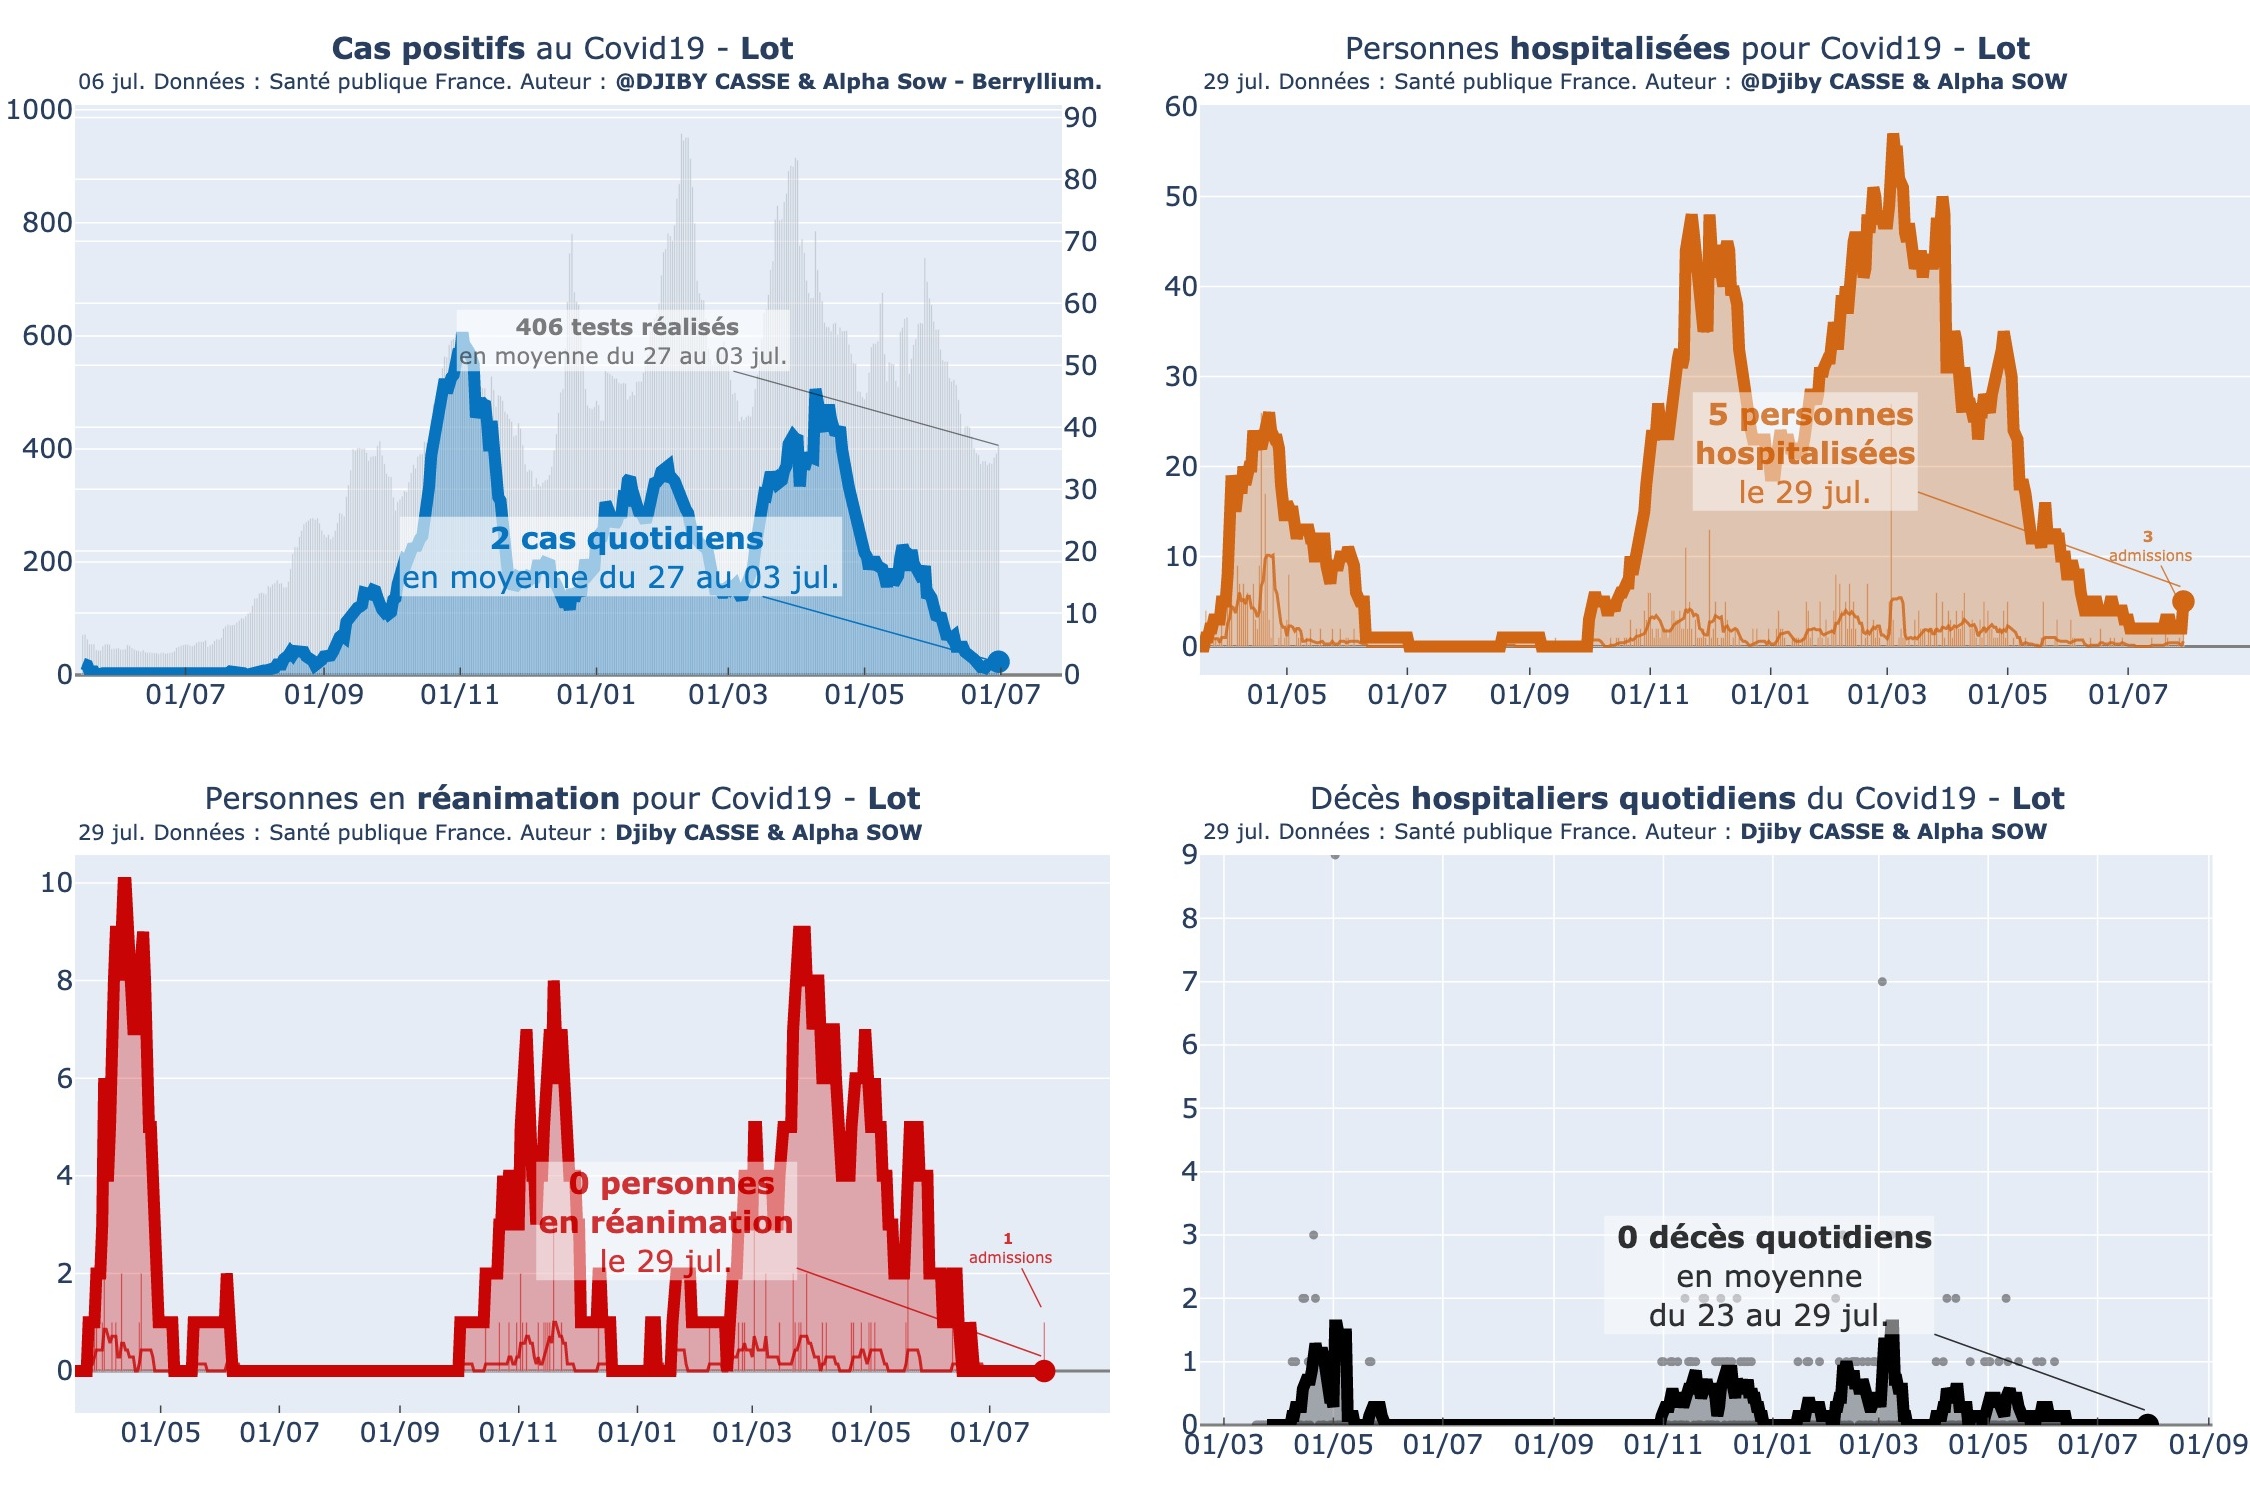 Cas positifs au Covid19 - Lot
06 jul. Données : Santé publique France. Auteur : @DJIBY CASSE & Alpha Sow - Berryllium.
1000
800
600
400
200
0
90
80
70
60
50
40
30
20
10
0
406 tests réalisés
en moyenne du 27 au 03 jul.
2 cas quotidiens
en moyenne du 27 au 03 jul.
01/07 01/09 01/11 01/01 01/03 01/05 01/07
Personnes hospitalisées pour Covid19 - Lot
29 jul. Données : Santé publique France. Auteur : @Djiby CASSE & Alpha SOW
60
50
40
30
20
10
0
5 personnes
hospitalisées
le 29 jul.
3
admissions
01/05 01/07 01/09 01/11 01/01 01/03 01/05 01/07
Personnes en réanimation pour Covid19 - Lot
29 jul. Données : Santé publique France. Auteur : Djiby CASSE & Alpha SOW
10
8
6
4
2
0
0 personnes
en réanimation
le 29 jul.
1
admissions
01/05 01/07 01/09 01/11 01/01 01/03 01/05 01/07
Décès hospitaliers quotidiens du Covid19 - Lot
29 jul. Données : Santé publique France. Auteur : Djiby CASSE & Alpha SOW
9
8
7
6
5
4
3
2
1
0
0 décès quotidiens
en moyenne
du 23 au 29 jul.
01/03 01/05 01/07 01/09 01/11 01/01 01/03 01/05 01/07 01/09